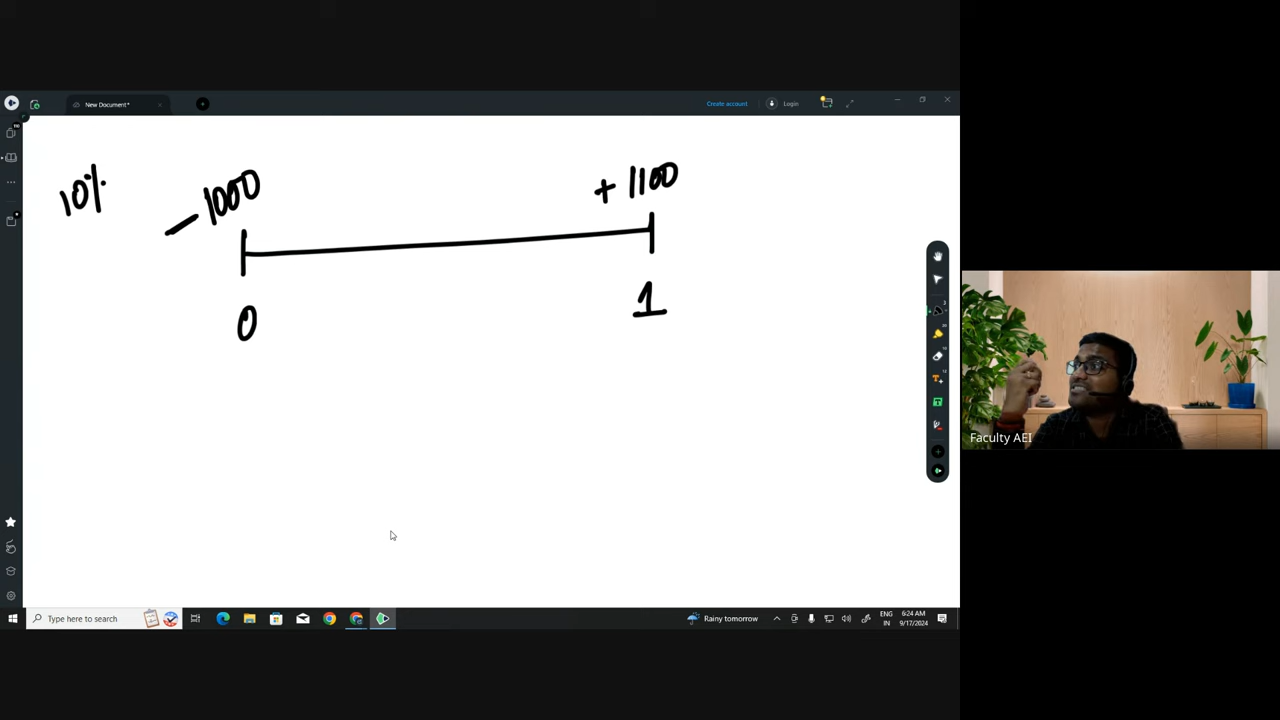 New Document*
Create account
Login
10%
- 1000
+ 1100
0
1
Faculty AEI
Type here to search
Rainy tomorrow
ENG
IN
6:24 AM
9/17/2024